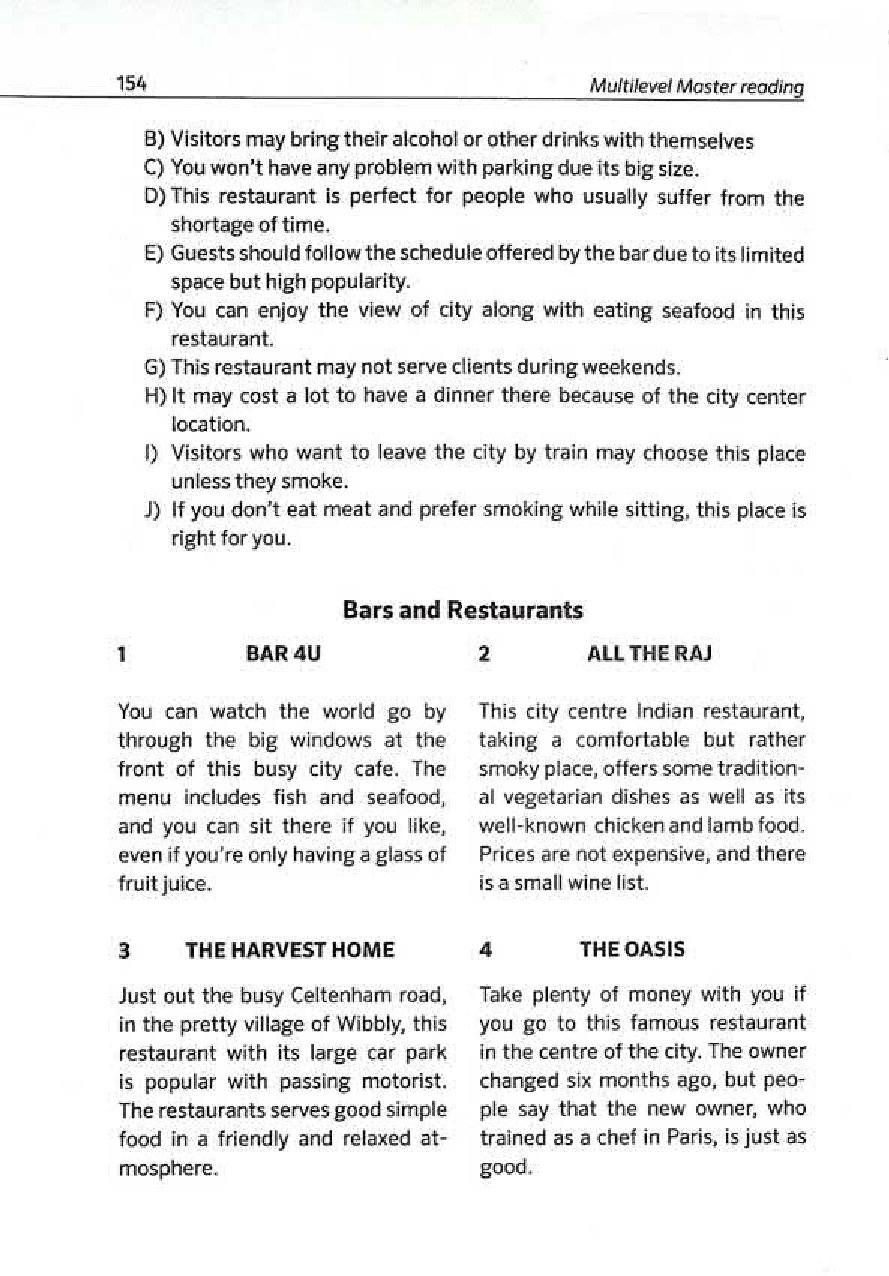 154
Multilevel Master reading
B) Visitors may bring their alcohol or other drinks with themselves
C) You won't have any problem with parking due its big size.
D) This restaurant is perfect for people who usually suffer from the
shortage of time.
E) Guests should follow the schedule offered by the bar due to its limited
space but high popularity.
F) You can enjoy the view of city along with eating seafood in this
restaurant.
G) This restaurant may not serve clients during weekends.
H) It may cost a lot to have a dinner there because of the city center
location.
I) Visitors who want to leave the city by train may choose this place
unless they smoke.
J) If you don't eat meat and prefer smoking while sitting, this place is
right for you.
Bars and Restaurants
1 BAR 4U
You can watch the world go by
through the big windows at the
front of this busy city cafe. The
menu includes fish and seafood,
and you can sit there if you like,
even if you're only having a glass of
fruit juice.
2 ALL THE RAJ
This city centre Indian restaurant,
taking a comfortable but rather
smoky place, offers some tradition-
al vegetarian dishes as well as its
well-known chicken and lamb food.
Prices are not expensive, and there
is a small wine list.
3 THE HARVEST HOME
Just out the busy Celtenham road,
in the pretty village of Wibbly, this
restaurant with its large car park
is popular with passing motorist.
The restaurants serves good simple
food in a friendly and relaxed at-
mosphere.
4 THE OASIS
Take plenty of money with you if
you go to this famous restaurant
in the centre of the city. The owner
changed six months ago, but peo-
ple say that the new owner, who
trained as a chef in Paris, is just as
good.